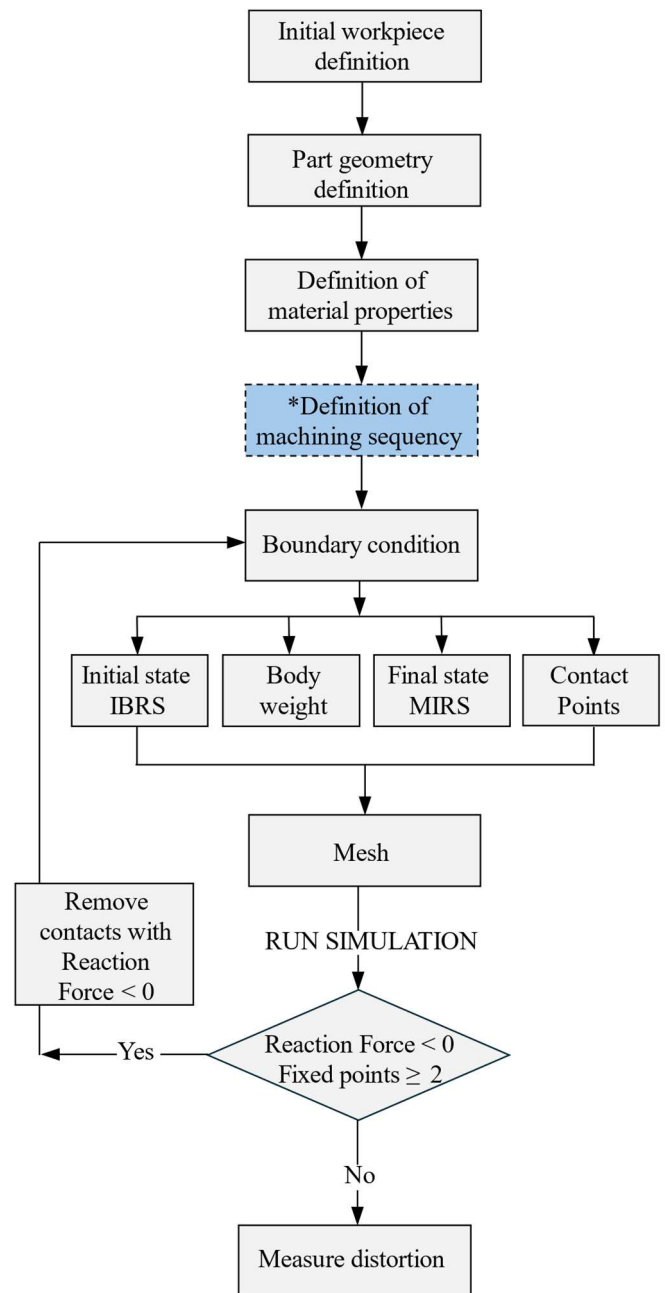 Initial workpiece
definition
Part geometry
definition
Definition of
material properties
*Definition of
machining sequency
Boundary condition
Initial state
IBRS
Body
weight
Final state
MIRS
Contact
Points
Mesh
Remove
contacts with
Reaction
Force < 0
RUN SIMULATION
Reaction Force < 0
Fixed points ≥ 2
Yes
No
Measure distortion